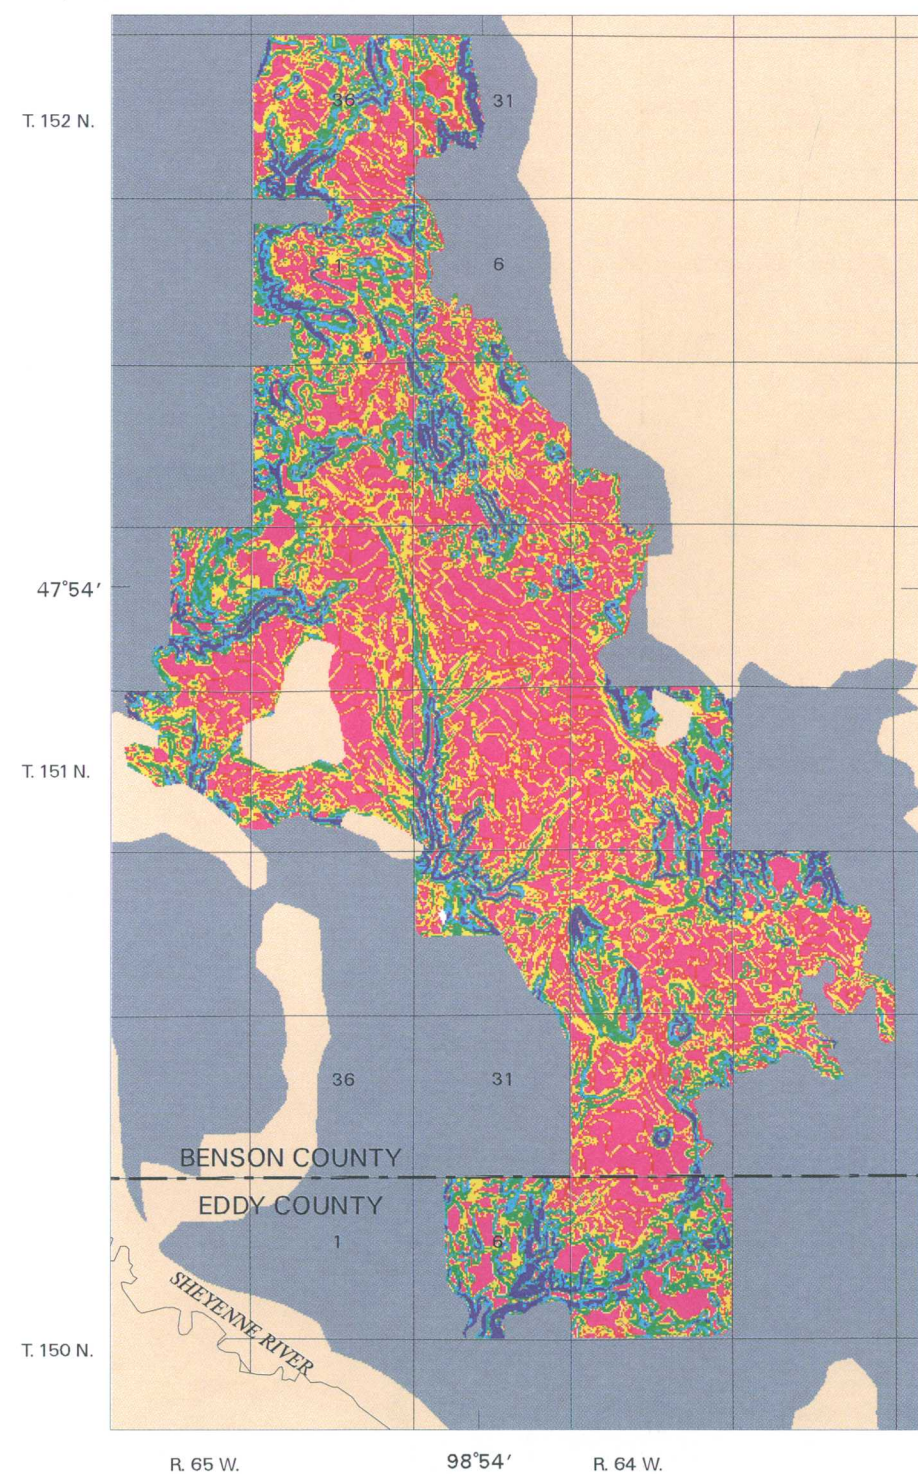 36
31
T. 152 N.
1
6
47°54′
T. 151 N.
36
31
BENSON COUNTY
EDDY COUNTY
1
6
SHEYENNE RIVER
T. 150 N.
R. 65 W.
98°54′
R. 64 W.